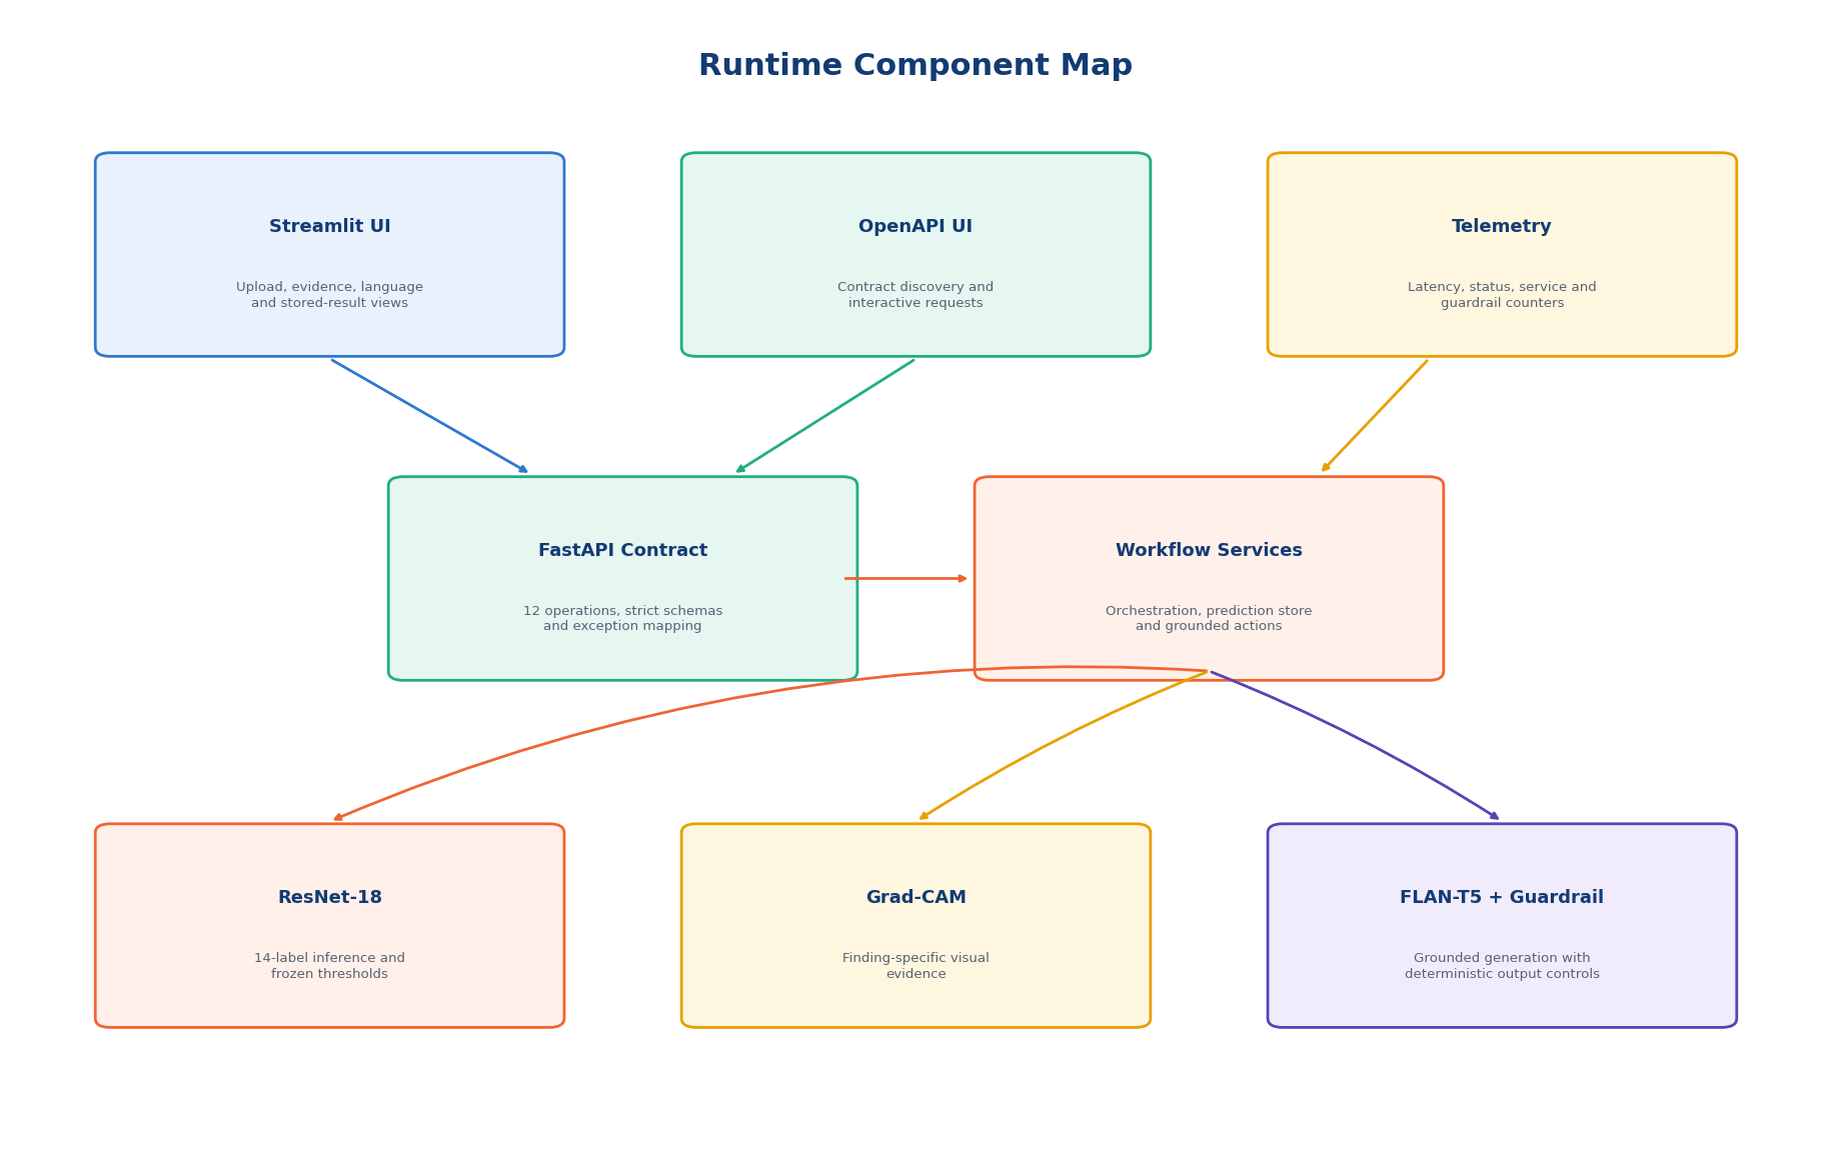 Runtime Component Map
Streamlit UI
Upload, evidence, language
and stored-result views
OpenAPI UI
Contract discovery and
interactive requests
Telemetry
Latency, status, service and
guardrail counters
FastAPI Contract
12 operations, strict schemas
and exception mapping
Workflow Services
Orchestration, prediction store
and grounded actions
ResNet-18
14-label inference and
frozen thresholds
Grad-CAM
Finding-specific visual
evidence
FLAN-T5 + Guardrail
Grounded generation with
deterministic output controls